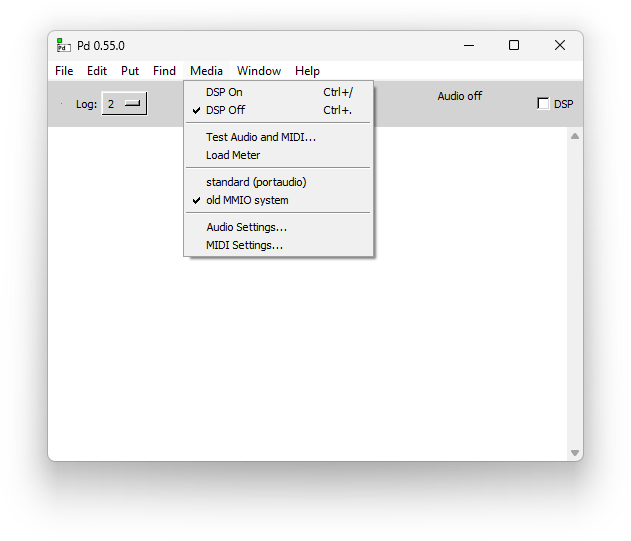 Pd 0.55.0
File Edit Put Find Media Window Help
Log: 2
Audio off
DSP
DSP On Ctrl+/
DSP Off Ctrl+.
Test Audio and MIDI...
Load Meter
standard (portaudio)
old MMIO system
Audio Settings...
MIDI Settings...